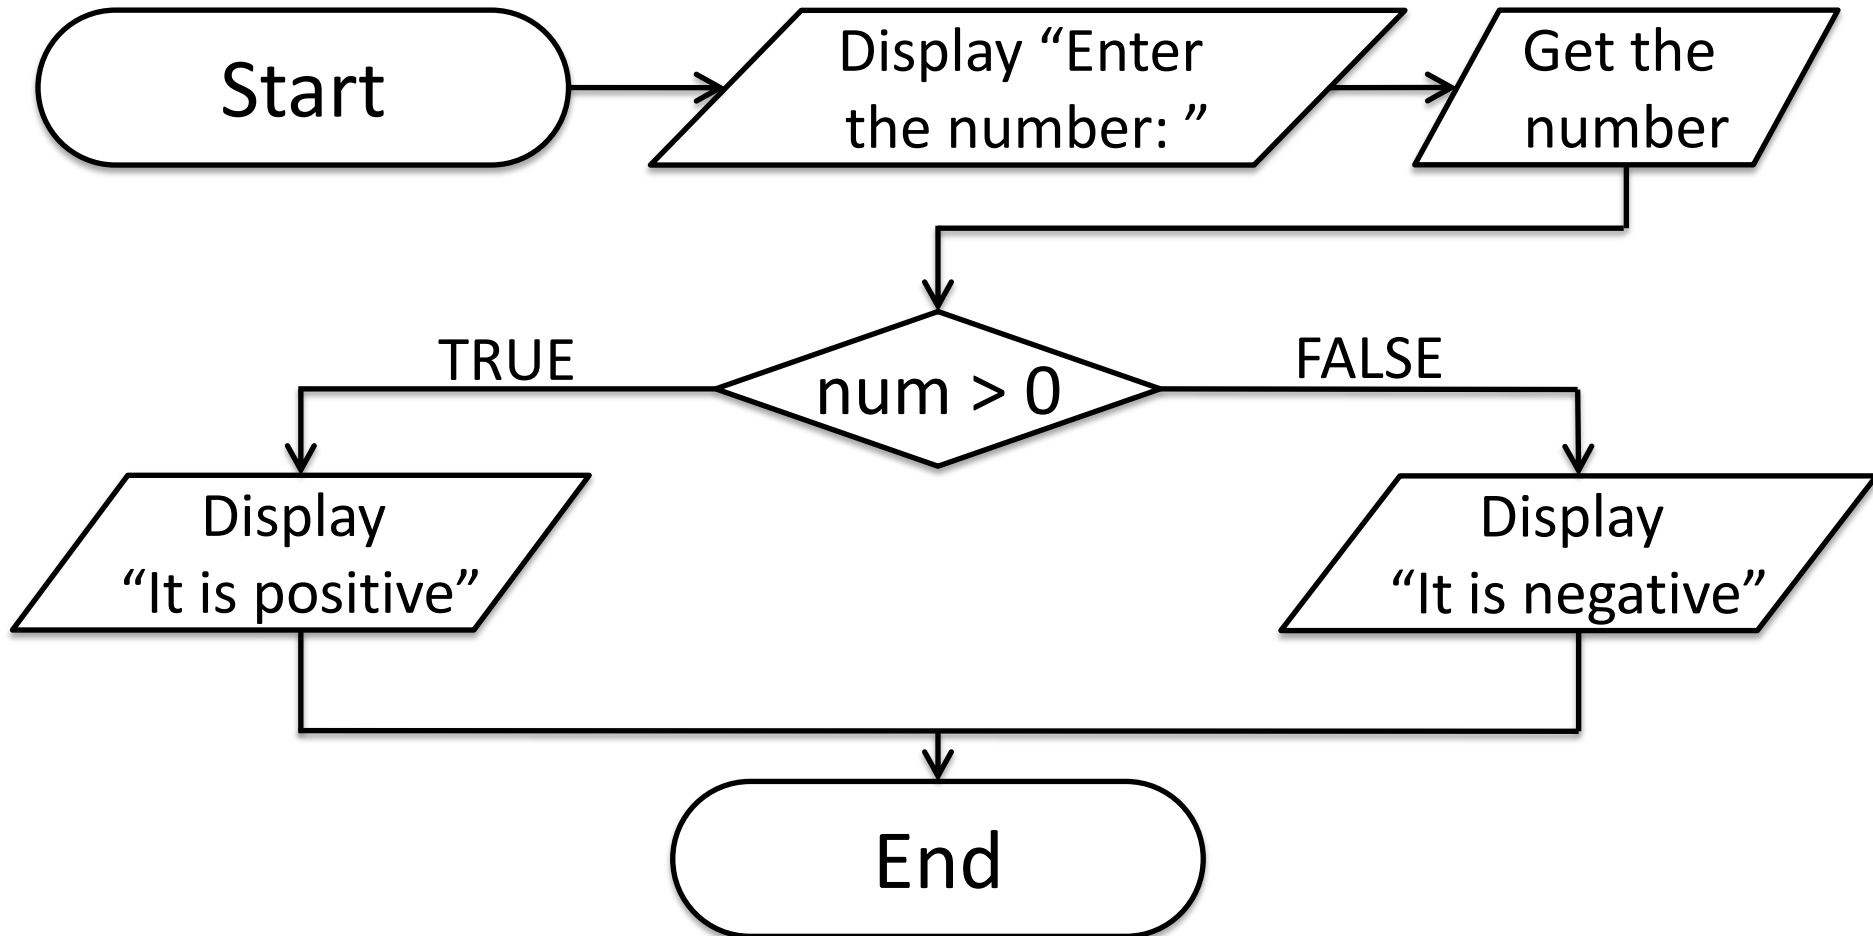 Start
Display “Enter
the number: ”
Get the
number
num > 0
TRUE
FALSE
Display
“It is positive”
Display
“It is negative”
End